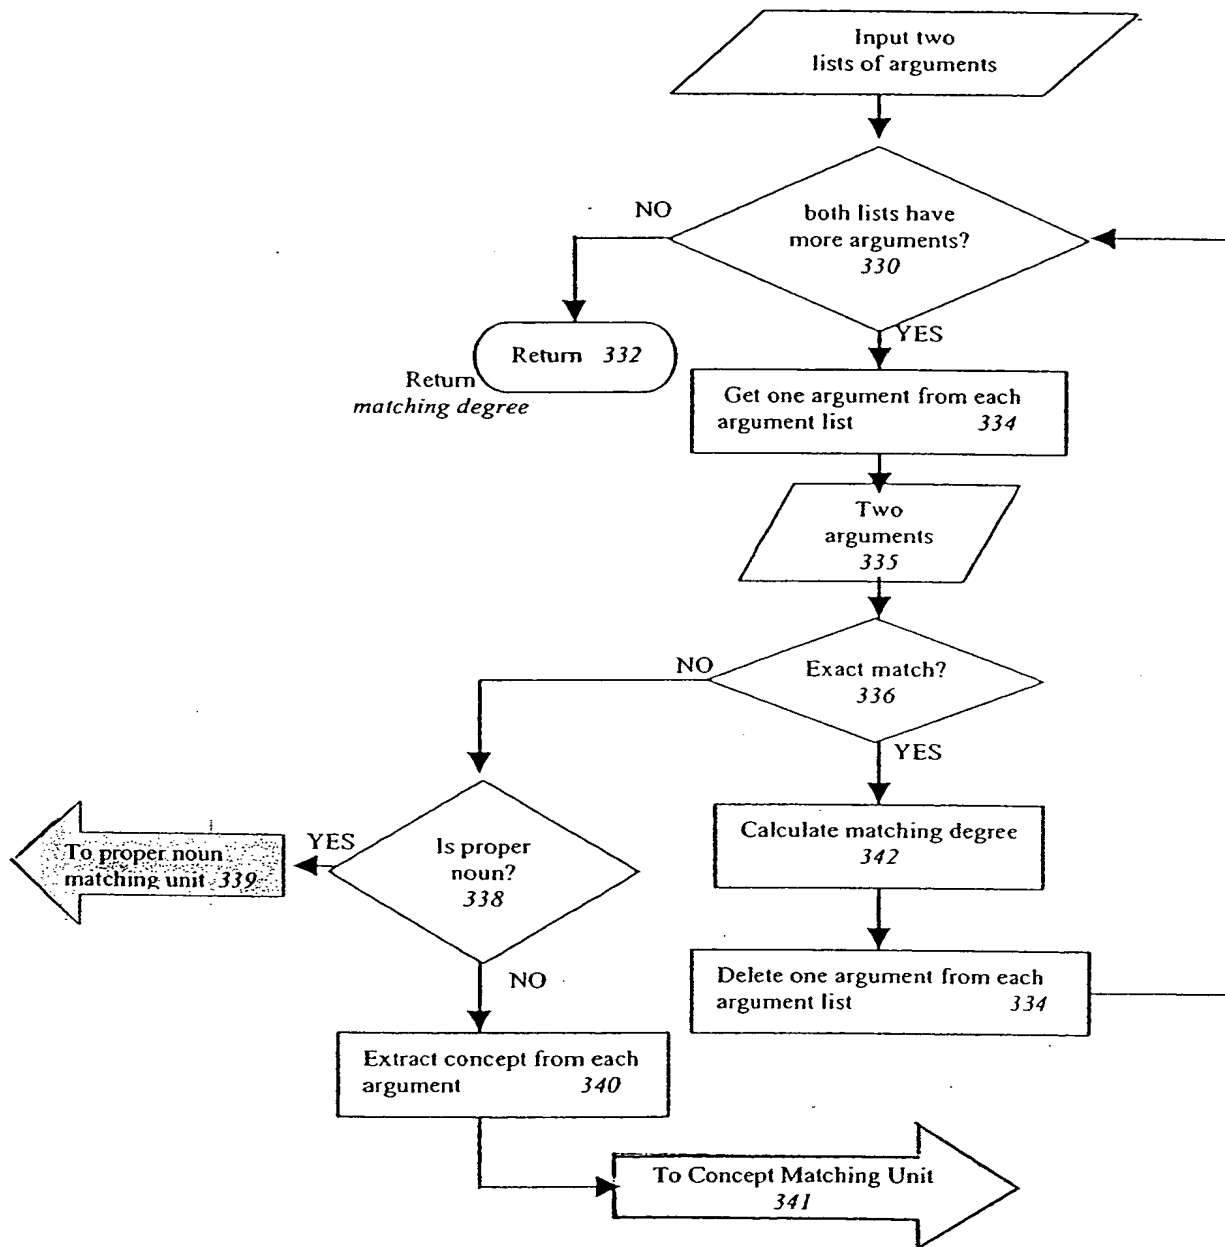 Input two
lists of arguments
both lists have
more arguments?
330
NO
YES
Return 332
Return
matching degree
Get one argument from each
argument list 334
Two
arguments
335
Exact match?
336
NO
YES
Is proper
noun?
338
YES
To proper noun
matching unit 339
Calculate matching degree
342
NO
Delete one argument from each
argument list 334
Extract concept from each
argument 340
To Concept Matching Unit
341